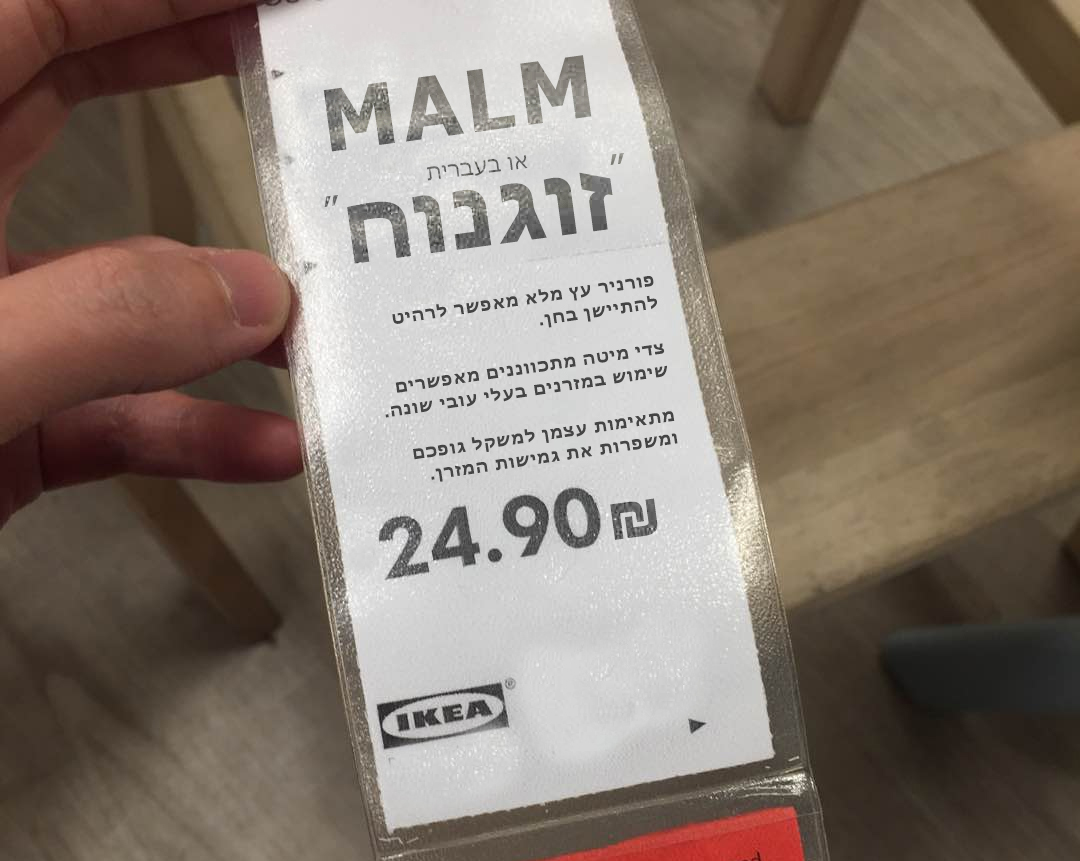 MALM
או בעברית
"זוגנוח"
פורניר עץ מלא מאפשר לרהיט
להתיישן בחן.
צדי מיטה מתכווננים מאפשרים
שימוש במזרנים בעלי עובי שונה.
מתאימות עצמן למשקל גופכם
ומשפרות את גמישות המזרן.
24.90₪
IKEA®